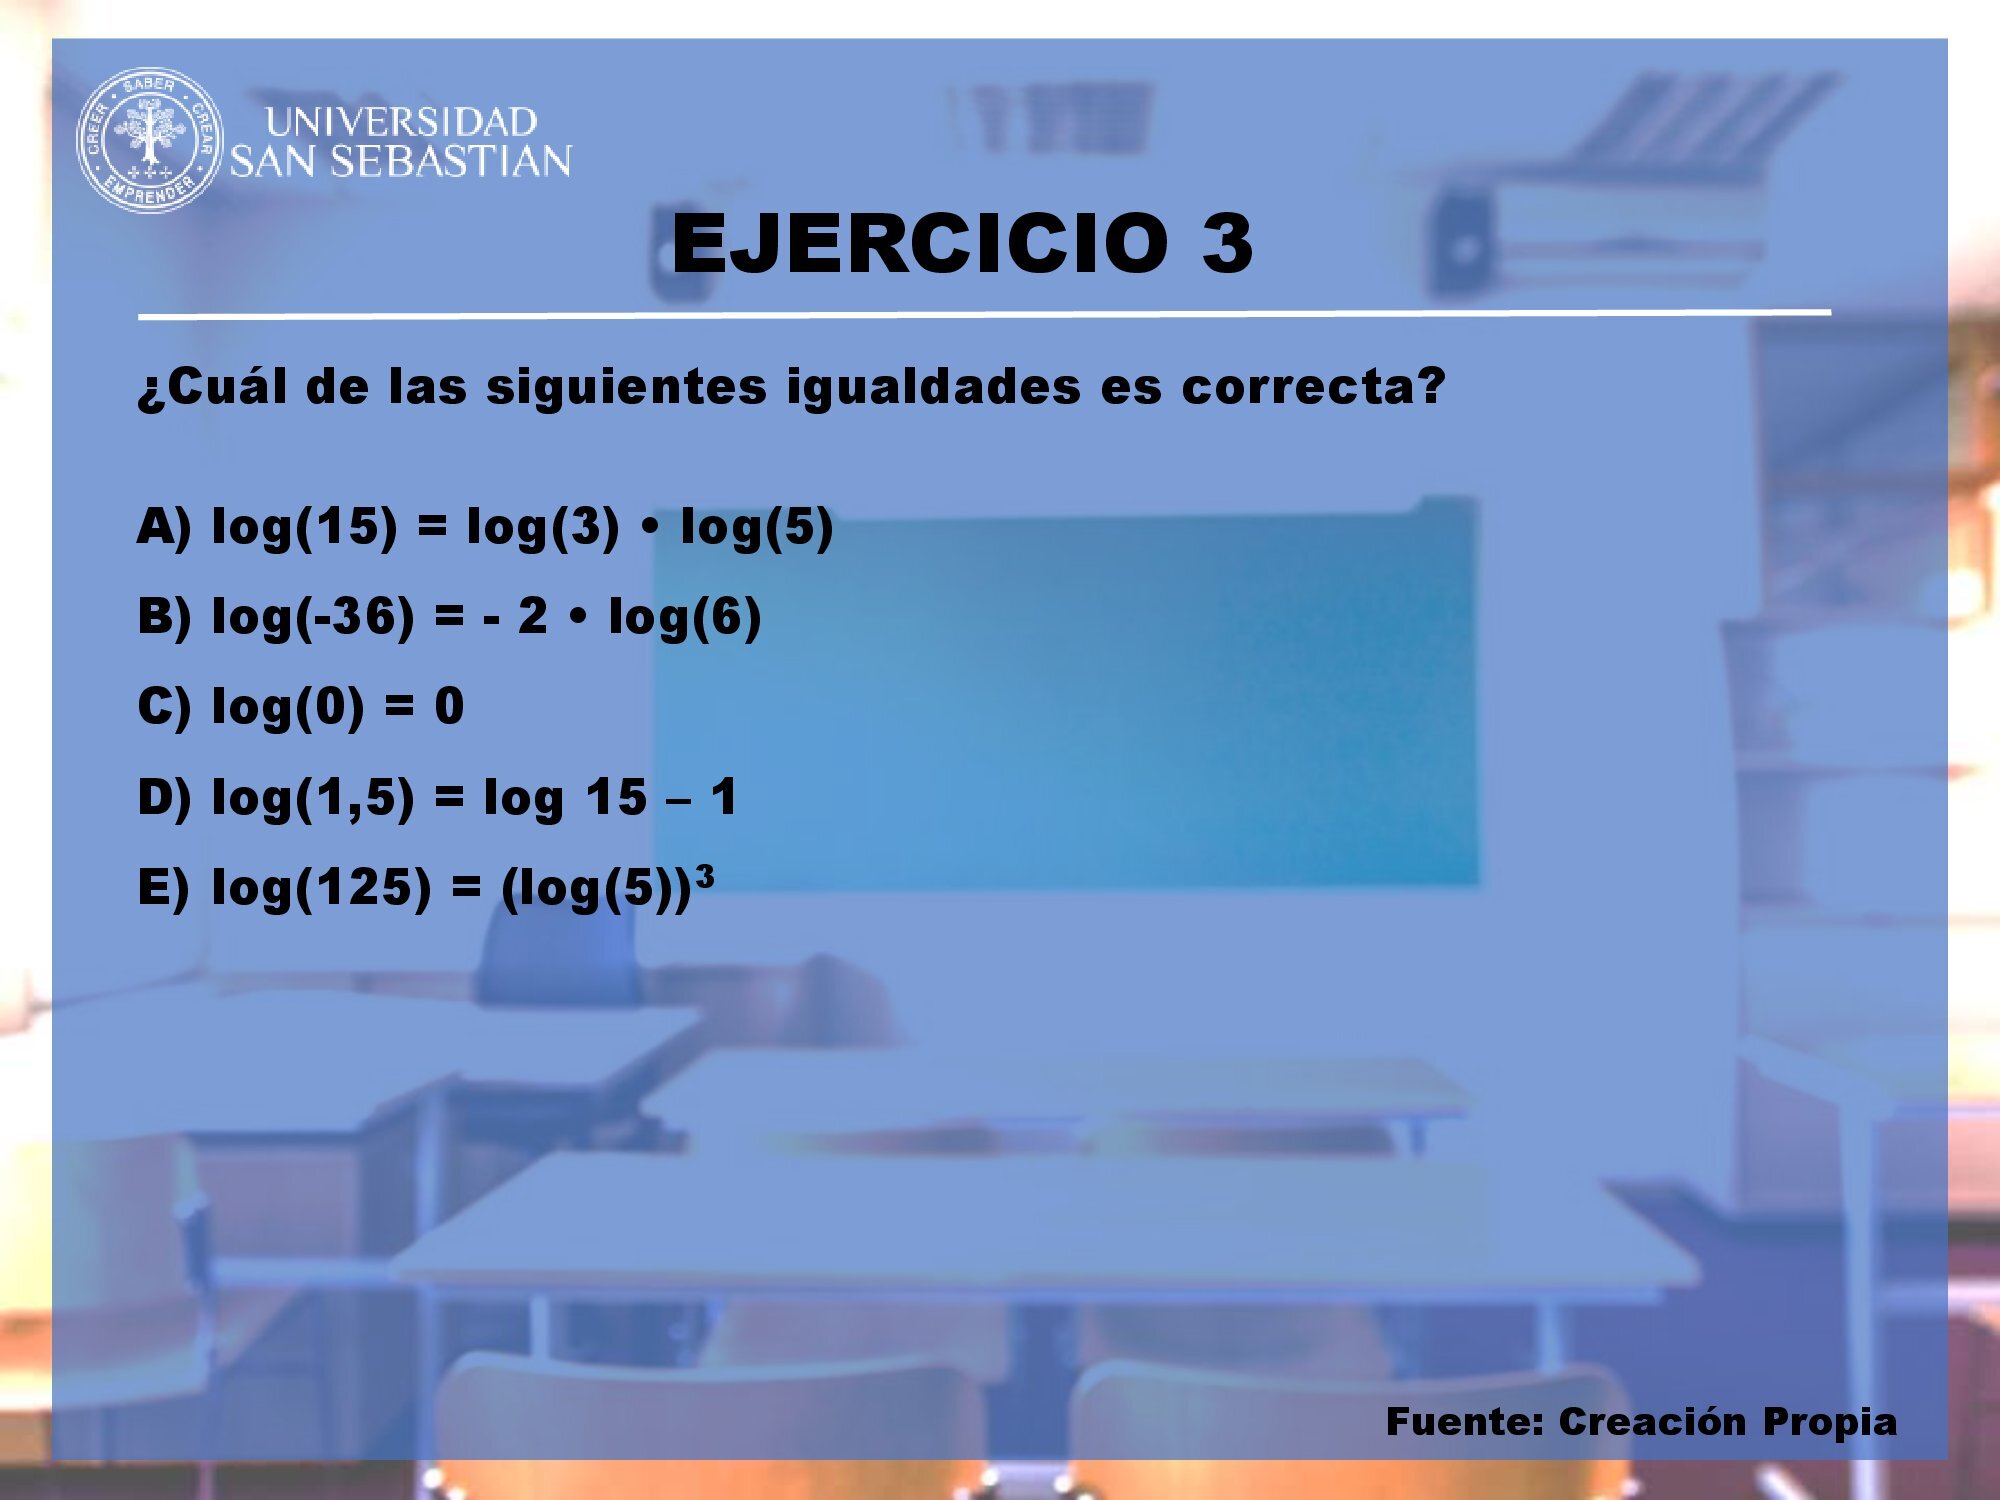 CREER • SABER • CREAR • EMPRENDER
UNIVERSIDAD
SAN SEBASTIAN
EJERCICIO 3
¿Cuál de las siguientes igualdades es correcta?
A) log(15) = log(3) • log(5)
B) log(-36) = - 2 • log(6)
C) log(0) = 0
D) log(1,5) = log 15 – 1
E) log(125) = (log(5))³
Fuente: Creación Propia